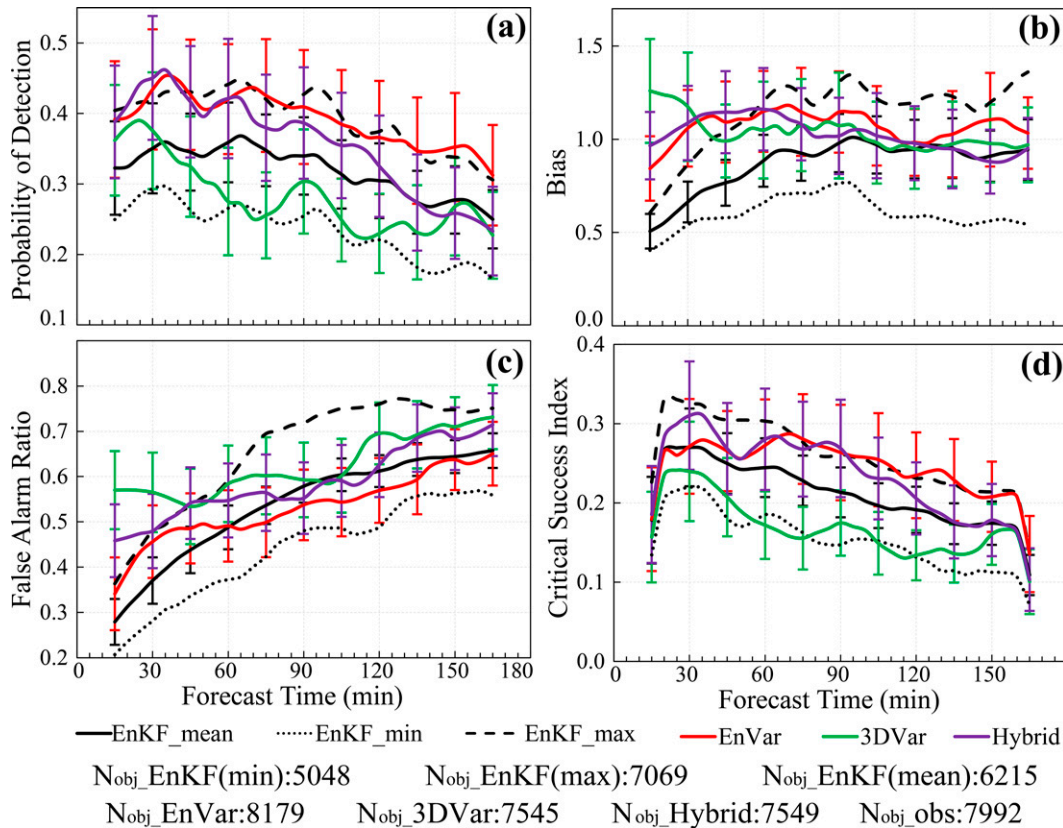 (a)
Probability of Detection
0.5
0.4
0.3
0.2
0.1
(b)
Bias
1.5
1.0
0.5
0.0
(c)
False Alarm Ratio
0.8
0.7
0.6
0.5
0.4
0.3
0.2
0 30 60 90 120 150 180
Forecast Time (min)
(d)
Critical Success Index
0.4
0.3
0.2
0.1
0.0
0 30 60 90 120 150
Forecast Time (min)
EnKF_mean EnKF_min EnKF_max EnVar 3DVar Hybrid
Nobj_EnKF(min):5048 Nobj_EnKF(max):7069 Nobj_EnKF(mean):6215
Nobj_EnVar:8179 Nobj_3DVar:7545 Nobj_Hybrid:7549 Nobj_obs:7992